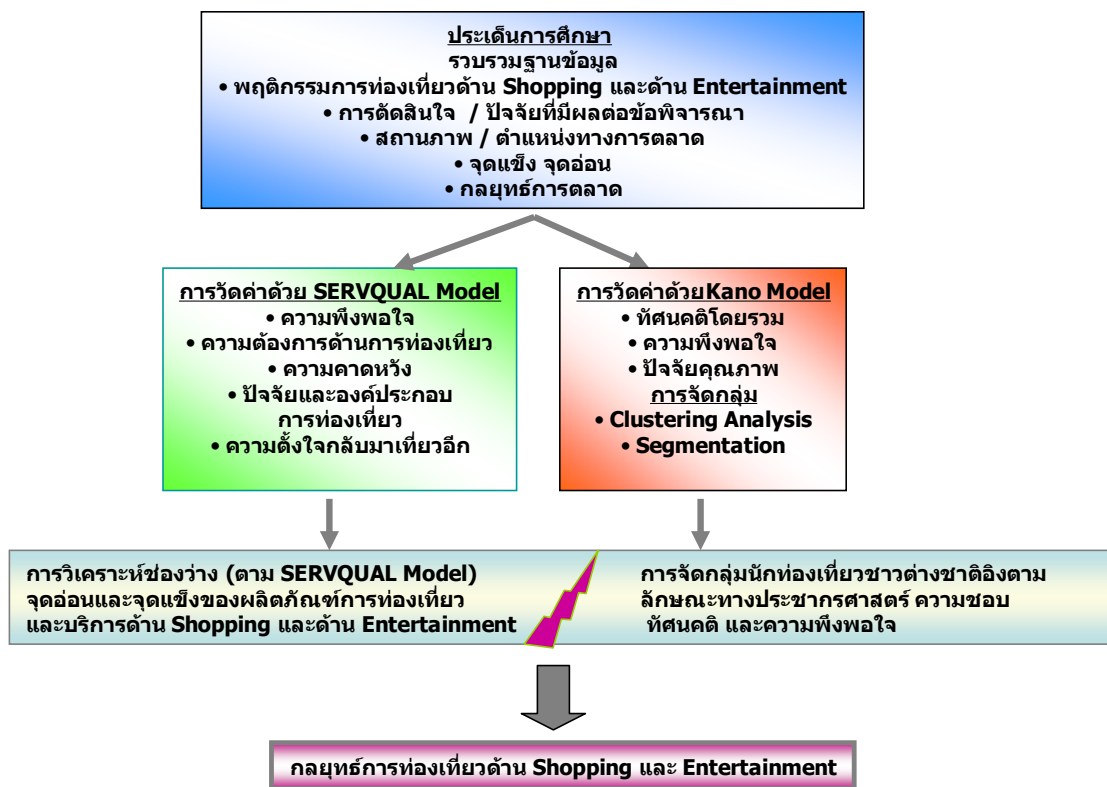 ประเด็นการศึกษา
รวบรวมฐานข้อมูล
• พฤติกรรมการท่องเที่ยวด้าน Shopping และด้าน Entertainment
• การตัดสินใจ / ปัจจัยที่มีผลต่อข้อพิจารณา
• สถานภาพ / ตำแหน่งทางการตลาด
• จุดแข็ง จุดอ่อน
• กลยุทธ์การตลาด
การวัดค่าด้วย SERVQUAL Model
• ความพึงพอใจ
• ความต้องการด้านการท่องเที่ยว
• ความคาดหวัง
• ปัจจัยและองค์ประกอบ
การท่องเที่ยว
• ความตั้งใจกลับมาเที่ยวอีก
การวัดค่าด้วยKano Model
• ทัศนคติโดยรวม
• ความพึงพอใจ
• ปัจจัยคุณภาพ
การจัดกลุ่ม
• Clustering Analysis
• Segmentation
การวิเคราะห์ช่องว่าง (ตาม SERVQUAL Model)
จุดอ่อนและจุดแข็งของผลิตภัณฑ์การท่องเที่ยว
และบริการด้าน Shopping และด้าน Entertainment
การจัดกลุ่มนักท่องเที่ยวชาวต่างชาติอิงตาม
ลักษณะทางประชากรศาสตร์ ความชอบ
ทัศนคติ และความพึงพอใจ
กลยุทธ์การท่องเที่ยวด้าน Shopping และ Entertainment